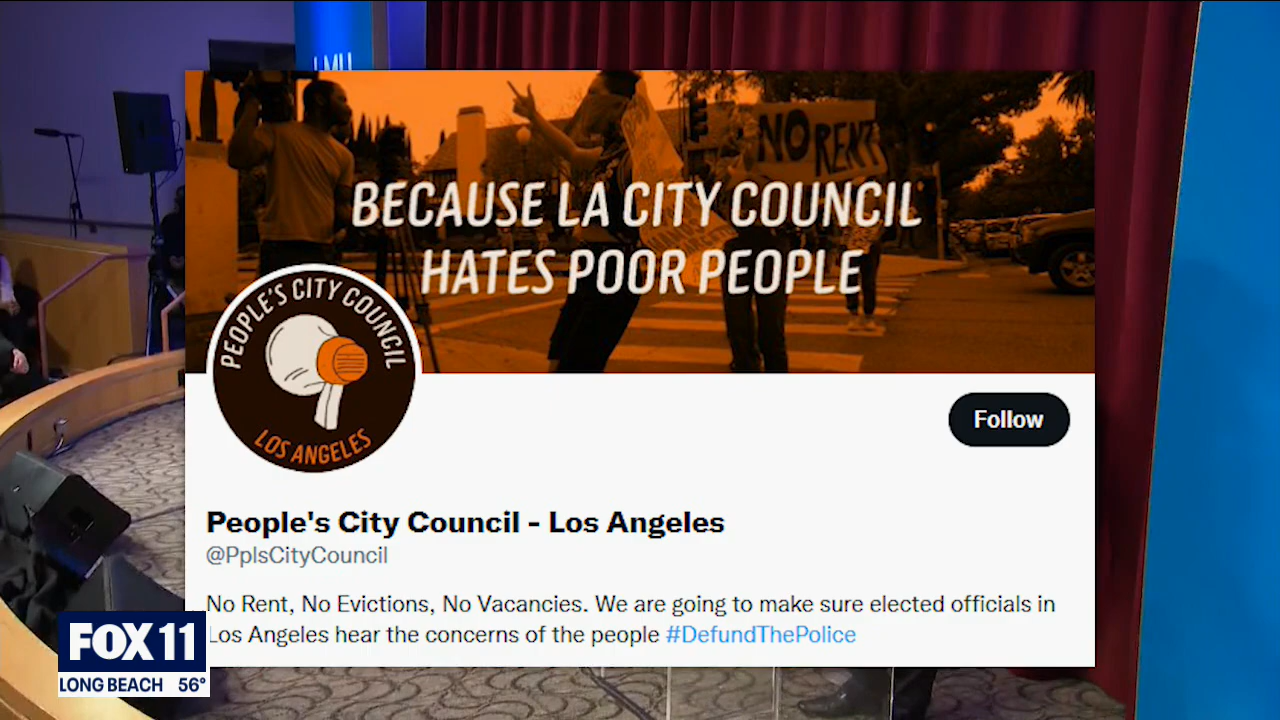 LMU
NO RENT
BECAUSE LA CITY COUNCIL
HATES POOR PEOPLE
PEOPLE'S CITY COUNCIL
LOS ANGELES
Follow
People's City Council - Los Angeles
@PplsCityCouncil
No Rent, No Evictions, No Vacancies. We are going to make sure elected officials in
Los Angeles hear the concerns of the people #DefundThePolice
FOX 11
LONG BEACH 56°